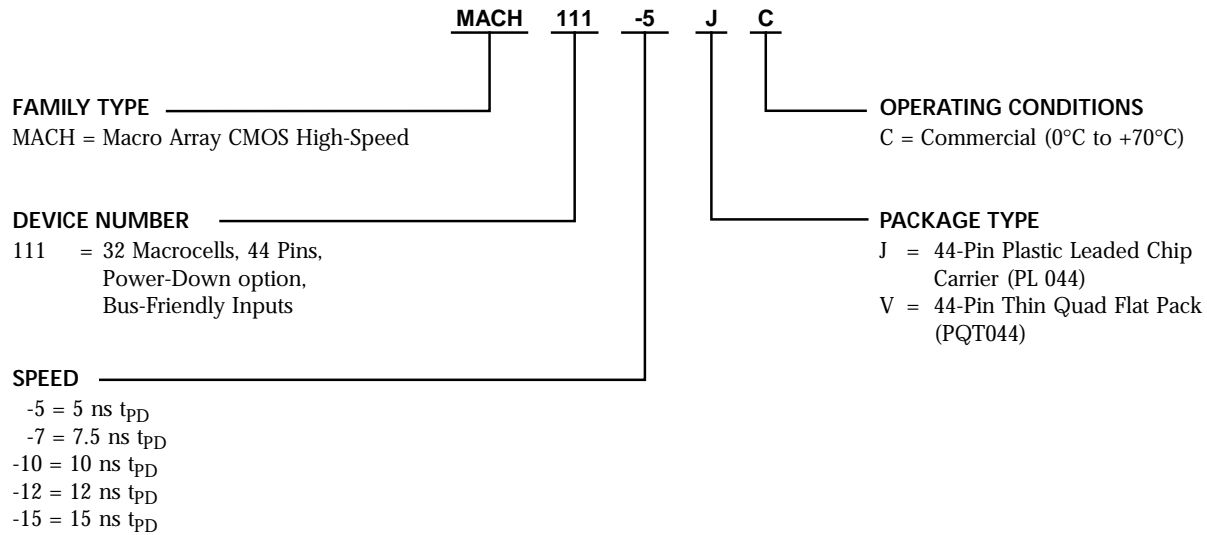 MACH 111 -5 J C
FAMILY TYPE
MACH = Macro Array CMOS High-Speed
DEVICE NUMBER
111 = 32 Macrocells, 44 Pins,
Power-Down option,
Bus-Friendly Inputs
SPEED
-5 = 5 ns tPD
-7 = 7.5 ns tPD
-10 = 10 ns tPD
-12 = 12 ns tPD
-15 = 15 ns tPD
OPERATING CONDITIONS
C = Commercial (0°C to +70°C)
PACKAGE TYPE
J = 44-Pin Plastic Leaded Chip
Carrier (PL 044)
V = 44-Pin Thin Quad Flat Pack
(PQT044)